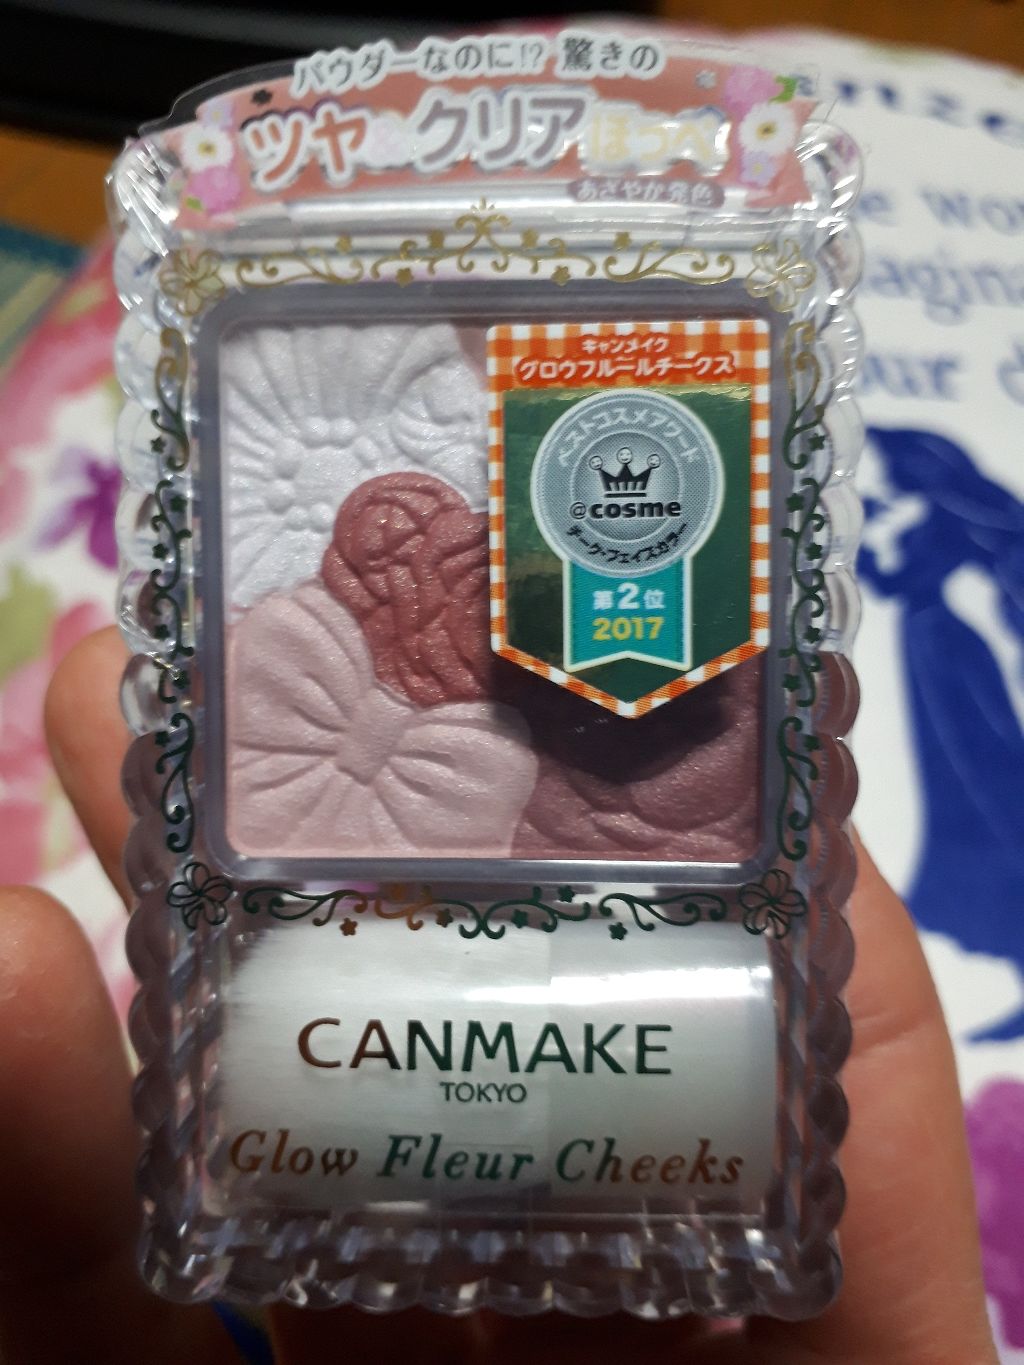 パウダーなのに!? 驚きの
ツヤ&クリアほっぺ
あざやか発色
キャンメイク
グロウフルールチークス
ベストコスメアワード
@cosme
チーク・フェイスカラー
第2位
2017
CANMAKE
TOKYO
Glow Fleur Cheeks